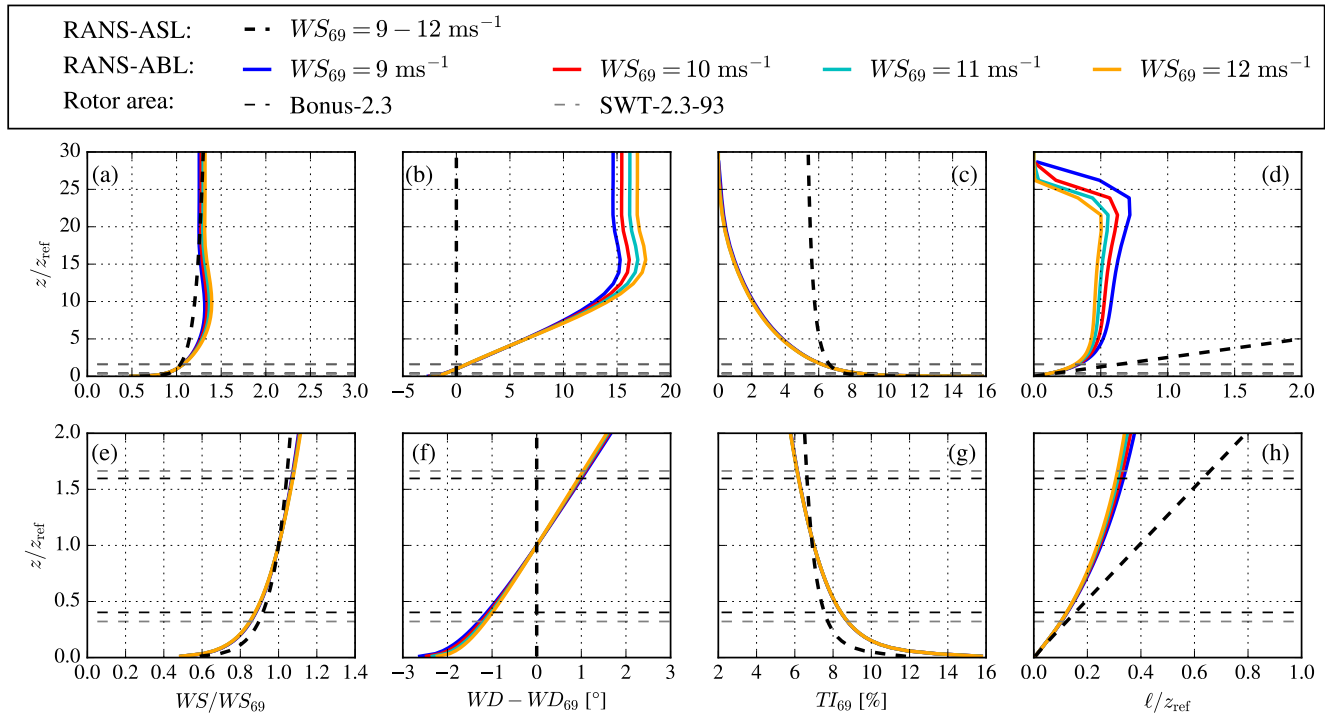 RANS-ASL: WS₆₉ = 9 − 12 ms⁻¹
RANS-ABL: WS₆₉ = 9 ms⁻¹ WS₆₉ = 10 ms⁻¹ WS₆₉ = 11 ms⁻¹ WS₆₉ = 12 ms⁻¹
Rotor area: Bonus-2.3 SWT-2.3-93
(a) (b) (c) (d)
z/z_ref
30
25
20
15
10
5
0
0.0 0.5 1.0 1.5 2.0 2.5 3.0
−5 0 5 10 15 20
0 2 4 6 8 10 12 14 16
0.0 0.5 1.0 1.5 2.0
(e) (f) (g) (h)
z/z_ref
2.0
1.5
1.0
0.5
0.0
0.0 0.2 0.4 0.6 0.8 1.0 1.2 1.4
−3 −2 −1 0 1 2 3
2 4 6 8 10 12 14 16
0.0 0.2 0.4 0.6 0.8 1.0
WS/WS₆₉
WD − WD₆₉ [°]
TI₆₉ [%]
ℓ/z_ref